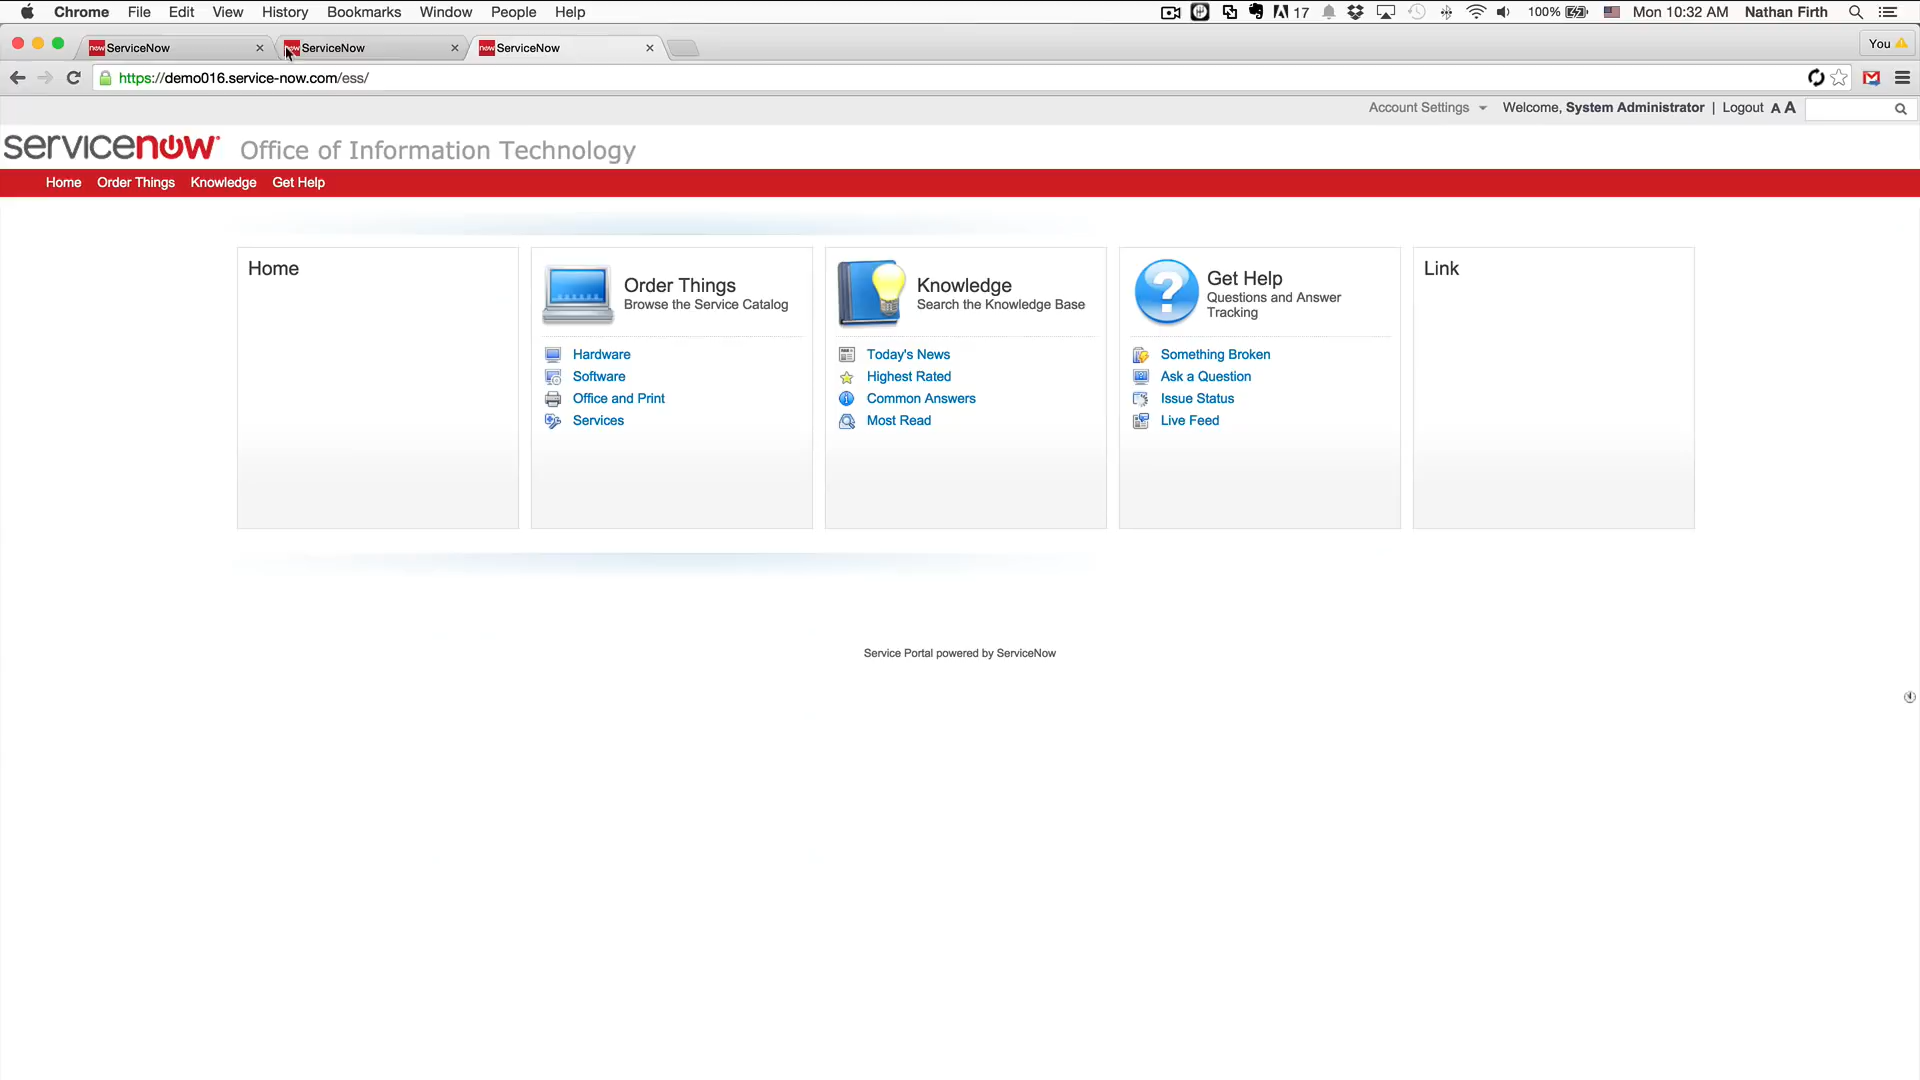 Chrome File Edit View History Bookmarks Window People Help 17 100% Mon 10:32 AM Nathan Firth
now ServiceNow now ServiceNow now ServiceNow You
https://demo016.service-now.com/ess/
Account Settings Welcome, System Administrator | Logout A A
servicenow Office of Information Technology
Home Order Things Knowledge Get Help
Home
Order Things
Browse the Service Catalog
Hardware
Software
Office and Print
Services
Knowledge
Search the Knowledge Base
Today's News
Highest Rated
Common Answers
Most Read
Get Help
Questions and Answer
Tracking
Something Broken
Ask a Question
Issue Status
Live Feed
Link
Service Portal powered by ServiceNow